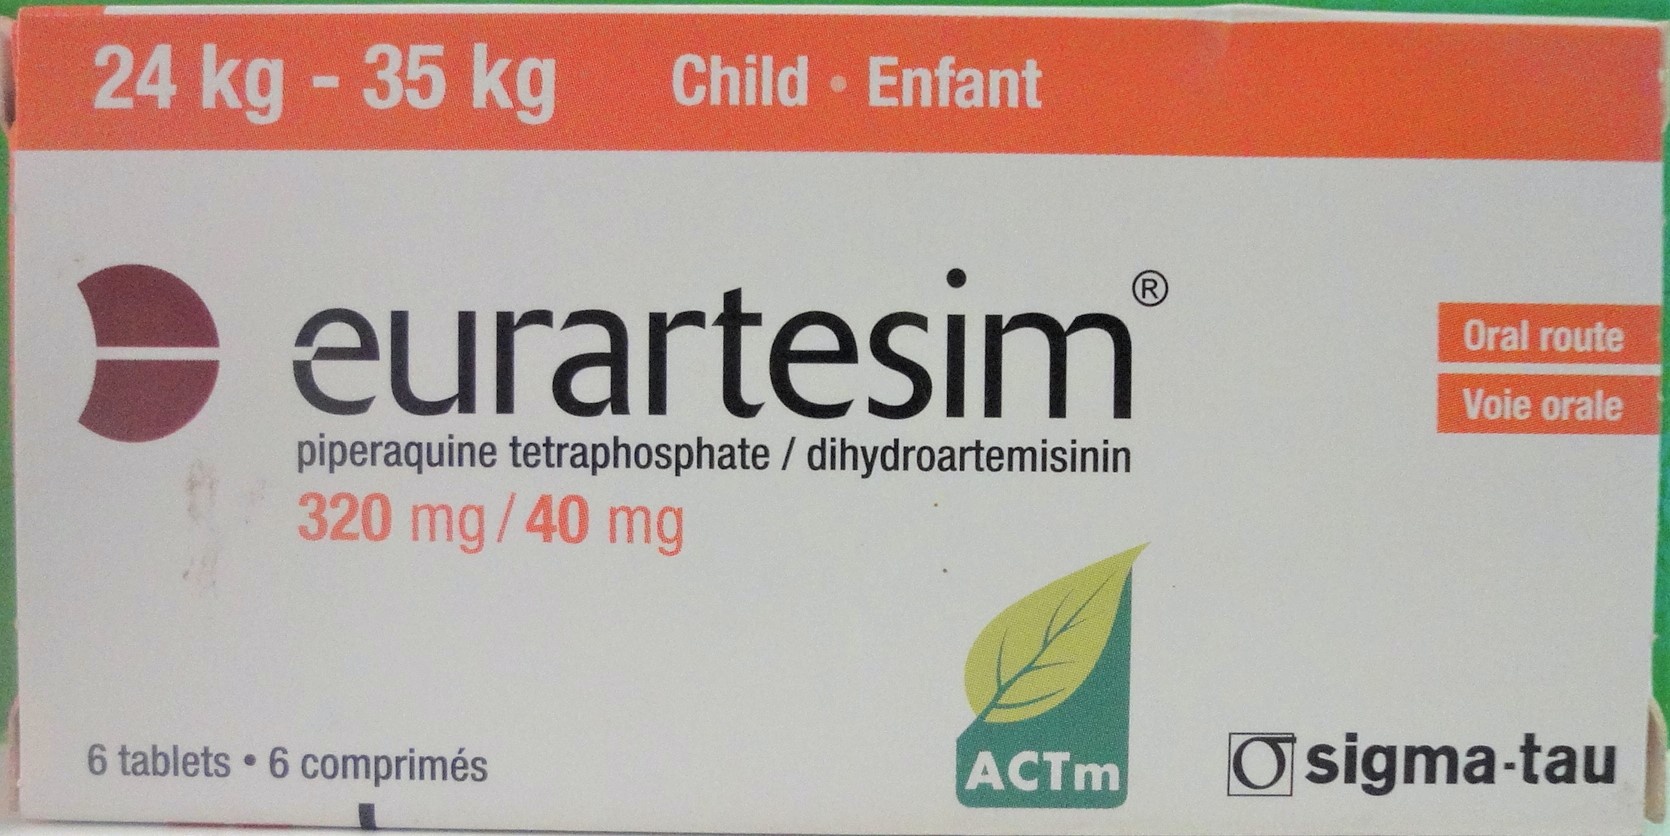 24 kg - 35 kg Child • Enfant
eurartesim®
Oral route
Voie orale
piperaquine tetraphosphate / dihydroartemisinin
320 mg/40 mg
6 tablets • 6 comprimés
ACTm
sigma-tau